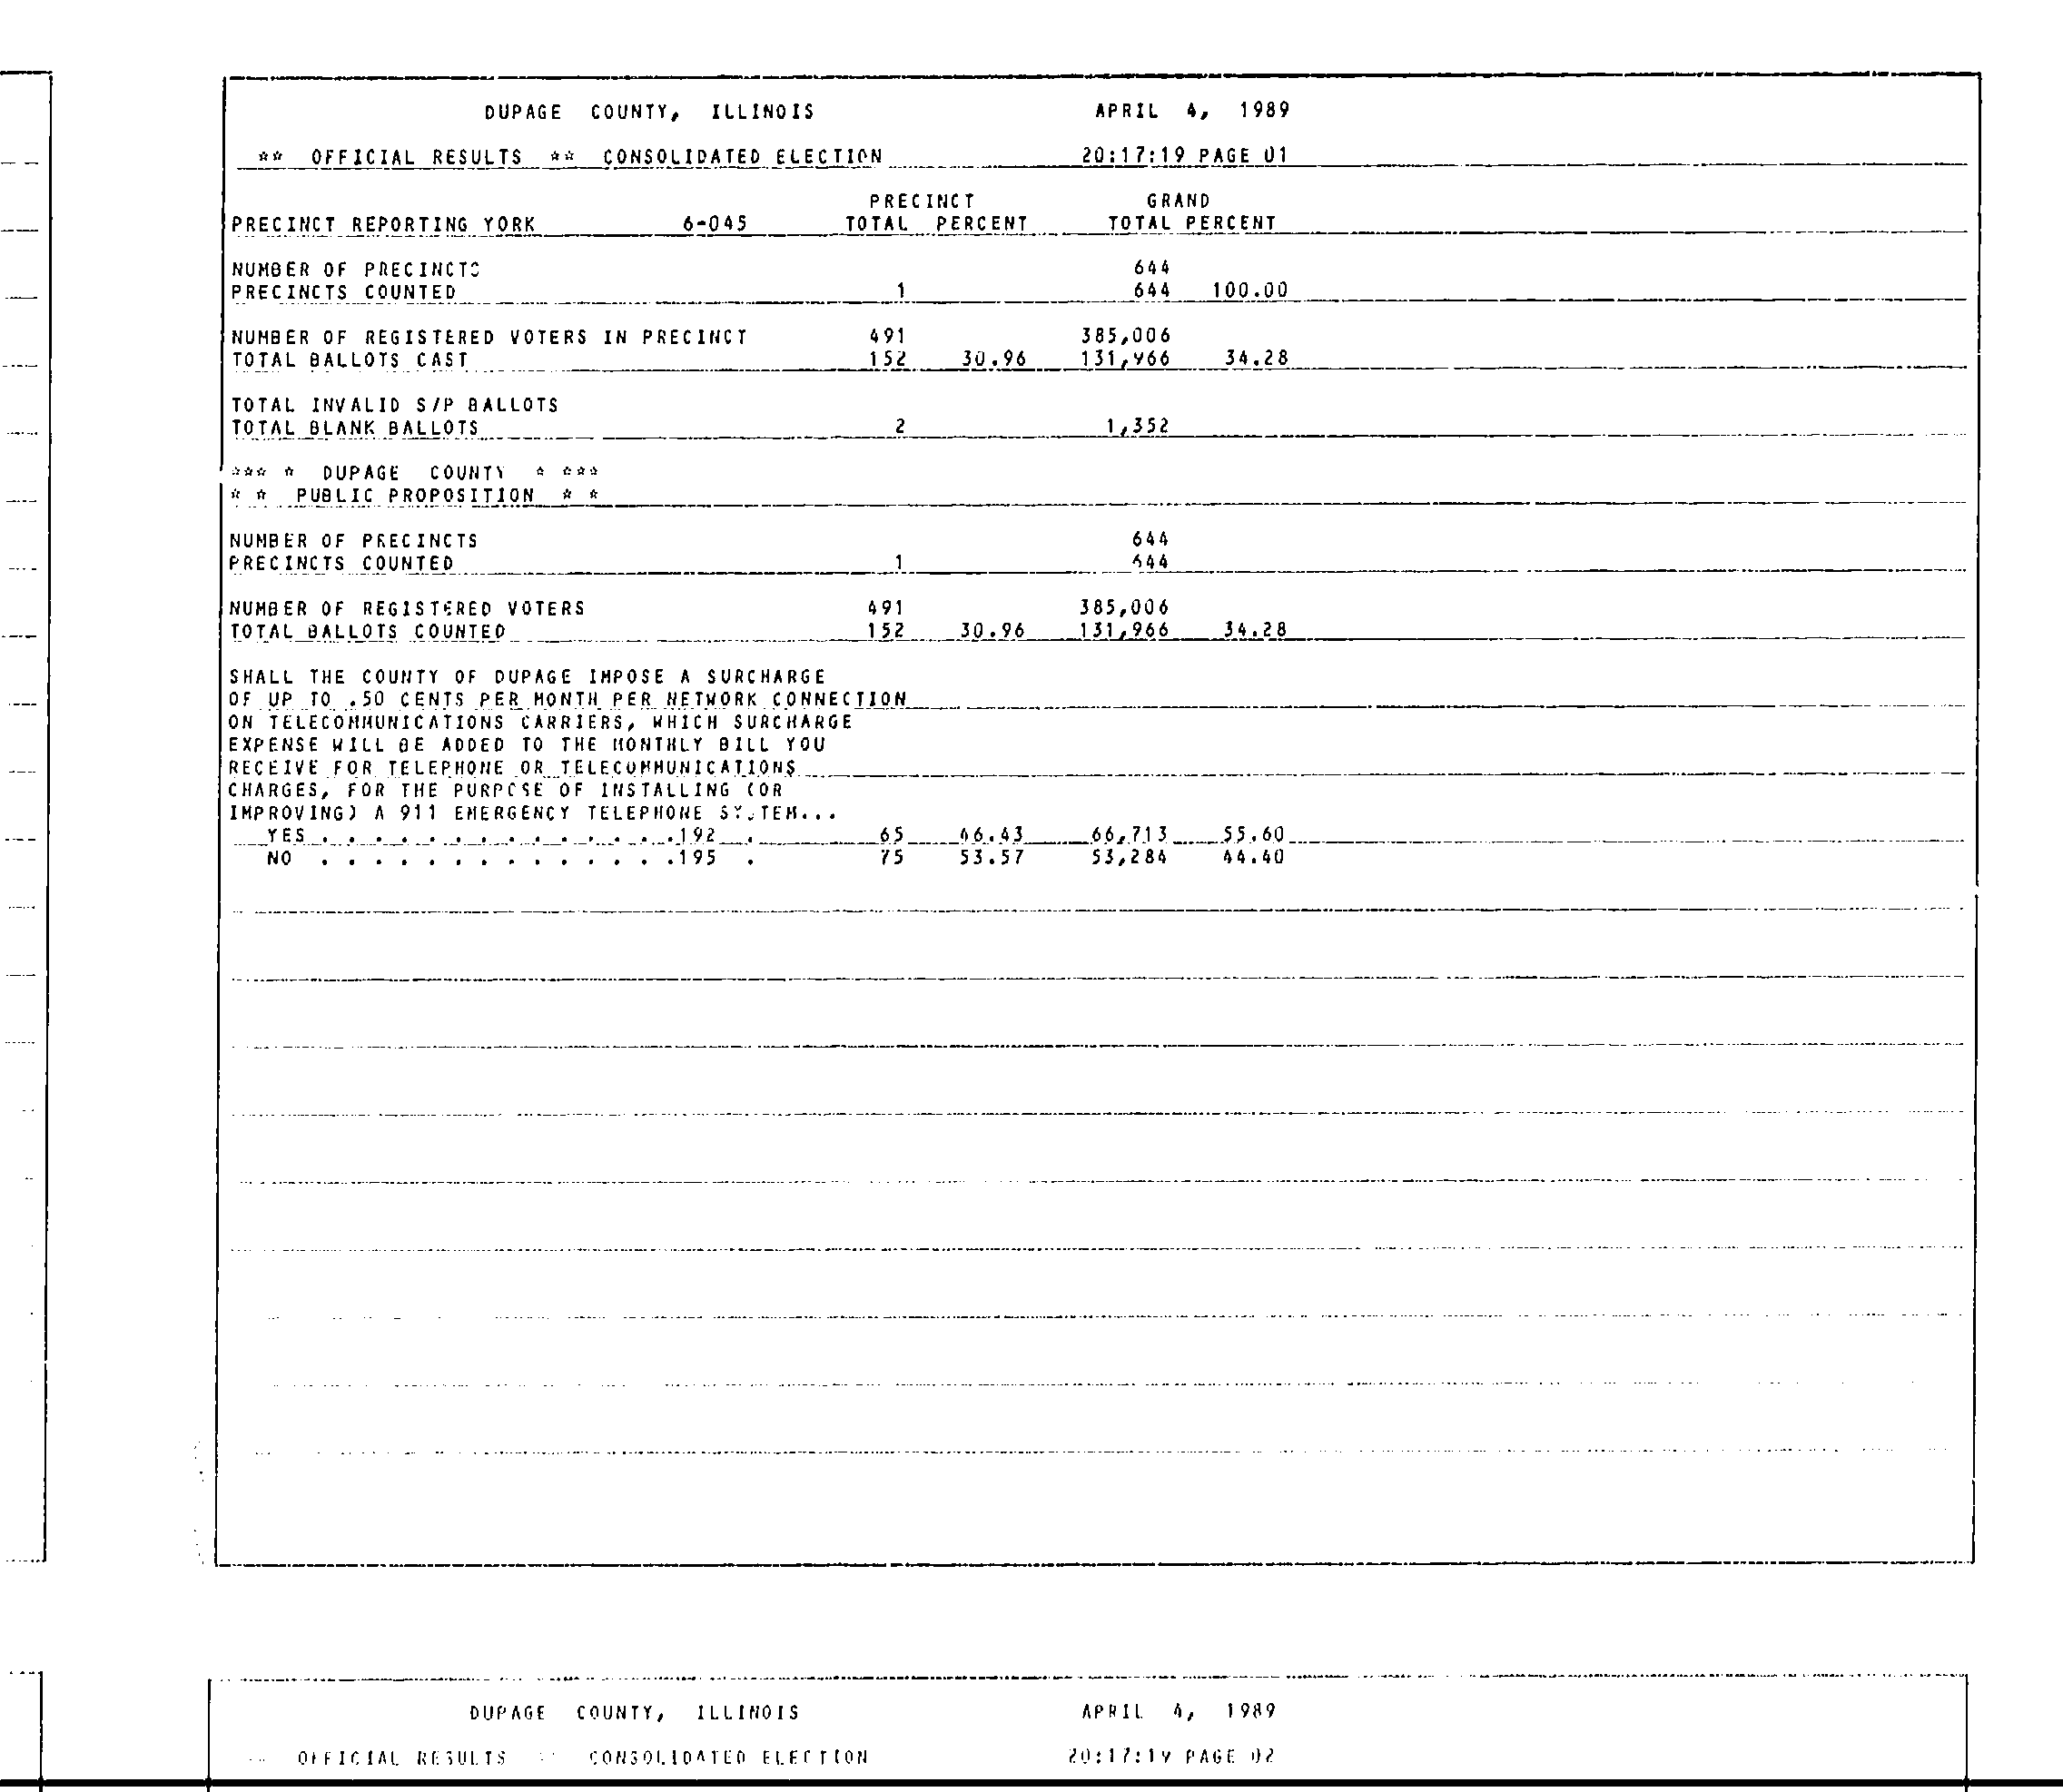 DUPAGE COUNTY, ILLINOIS APRIL 4, 1989
** OFFICIAL RESULTS ** CONSOLIDATED ELECTION 20:17:19 PAGE 01
PRECINCT GRAND
PRECINCT REPORTING YORK 6-045 TOTAL PERCENT TOTAL PERCENT
NUMBER OF PRECINCTS 644
PRECINCTS COUNTED 1 644 100.00
NUMBER OF REGISTERED VOTERS IN PRECINCT 491 385,006
TOTAL BALLOTS CAST 152 30.96 131,966 34.28
TOTAL INVALID S/P BALLOTS
TOTAL BLANK BALLOTS 2 1,352
*** * DUPAGE COUNTY * ***
* * PUBLIC PROPOSITION * *
NUMBER OF PRECINCTS 644
PRECINCTS COUNTED 1 644
NUMBER OF REGISTERED VOTERS 491 385,006
TOTAL BALLOTS COUNTED 152 30.96 131,966 34.28
SHALL THE COUNTY OF DUPAGE IMPOSE A SURCHARGE
OF UP TO .50 CENTS PER MONTH PER NETWORK CONNECTION
ON TELECOMMUNICATIONS CARRIERS, WHICH SURCHARGE
EXPENSE WILL BE ADDED TO THE MONTHLY BILL YOU
RECEIVE FOR TELEPHONE OR TELECOMMUNICATIONS
CHARGES, FOR THE PURPOSE OF INSTALLING (OR
IMPROVING) A 911 EMERGENCY TELEPHONE SYSTEM...
YES . . . . . . . . . . . . . .192 . 65 46.43 66,713 55.60
NO . . . . . . . . . . . . . .195 . 75 53.57 53,284 44.40
DUPAGE COUNTY, ILLINOIS APRIL 4, 1989
OFFICIAL RESULTS CONSOLIDATED ELECTION 20:17:19 PAGE 02